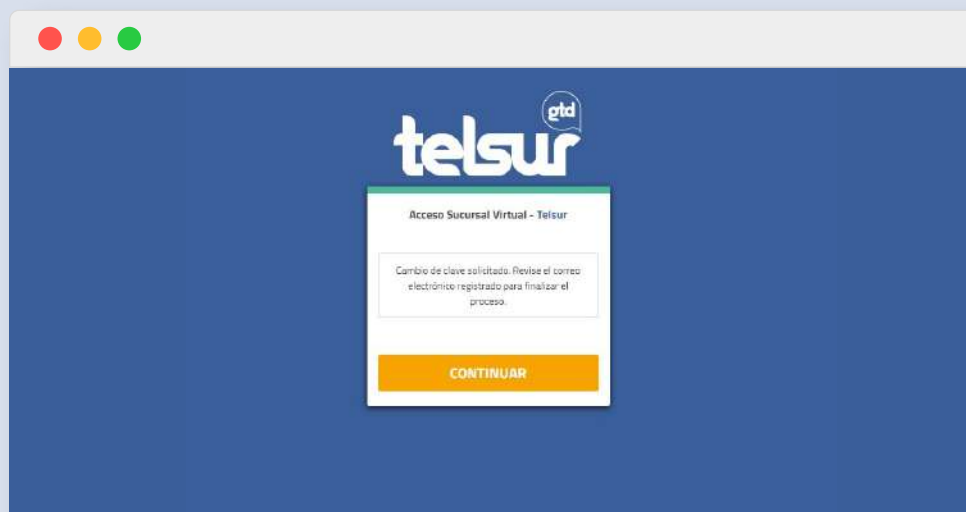 gtd
telsur
Acceso Sucursal Virtual - Telsur
Cambio de clave solicitado. Revise el correo
electrónico registrado para finalizar el
proceso.
CONTINUAR